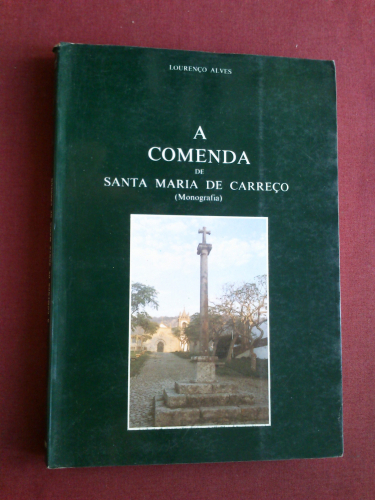 LOURENÇO ALVES
A
COMENDA
DE
SANTA MARIA DE CARREÇO
(Monografia)